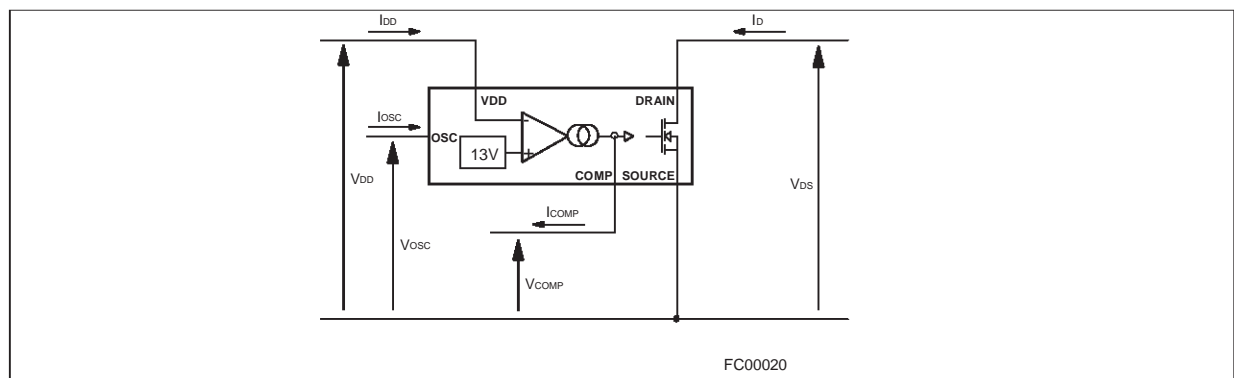 IDD
ID
VDD
DRAIN
IOSC
OSC
-
13V
+
COMP
SOURCE
VDD
VDS
ICOMP
VOSC
VCOMP
FC00020